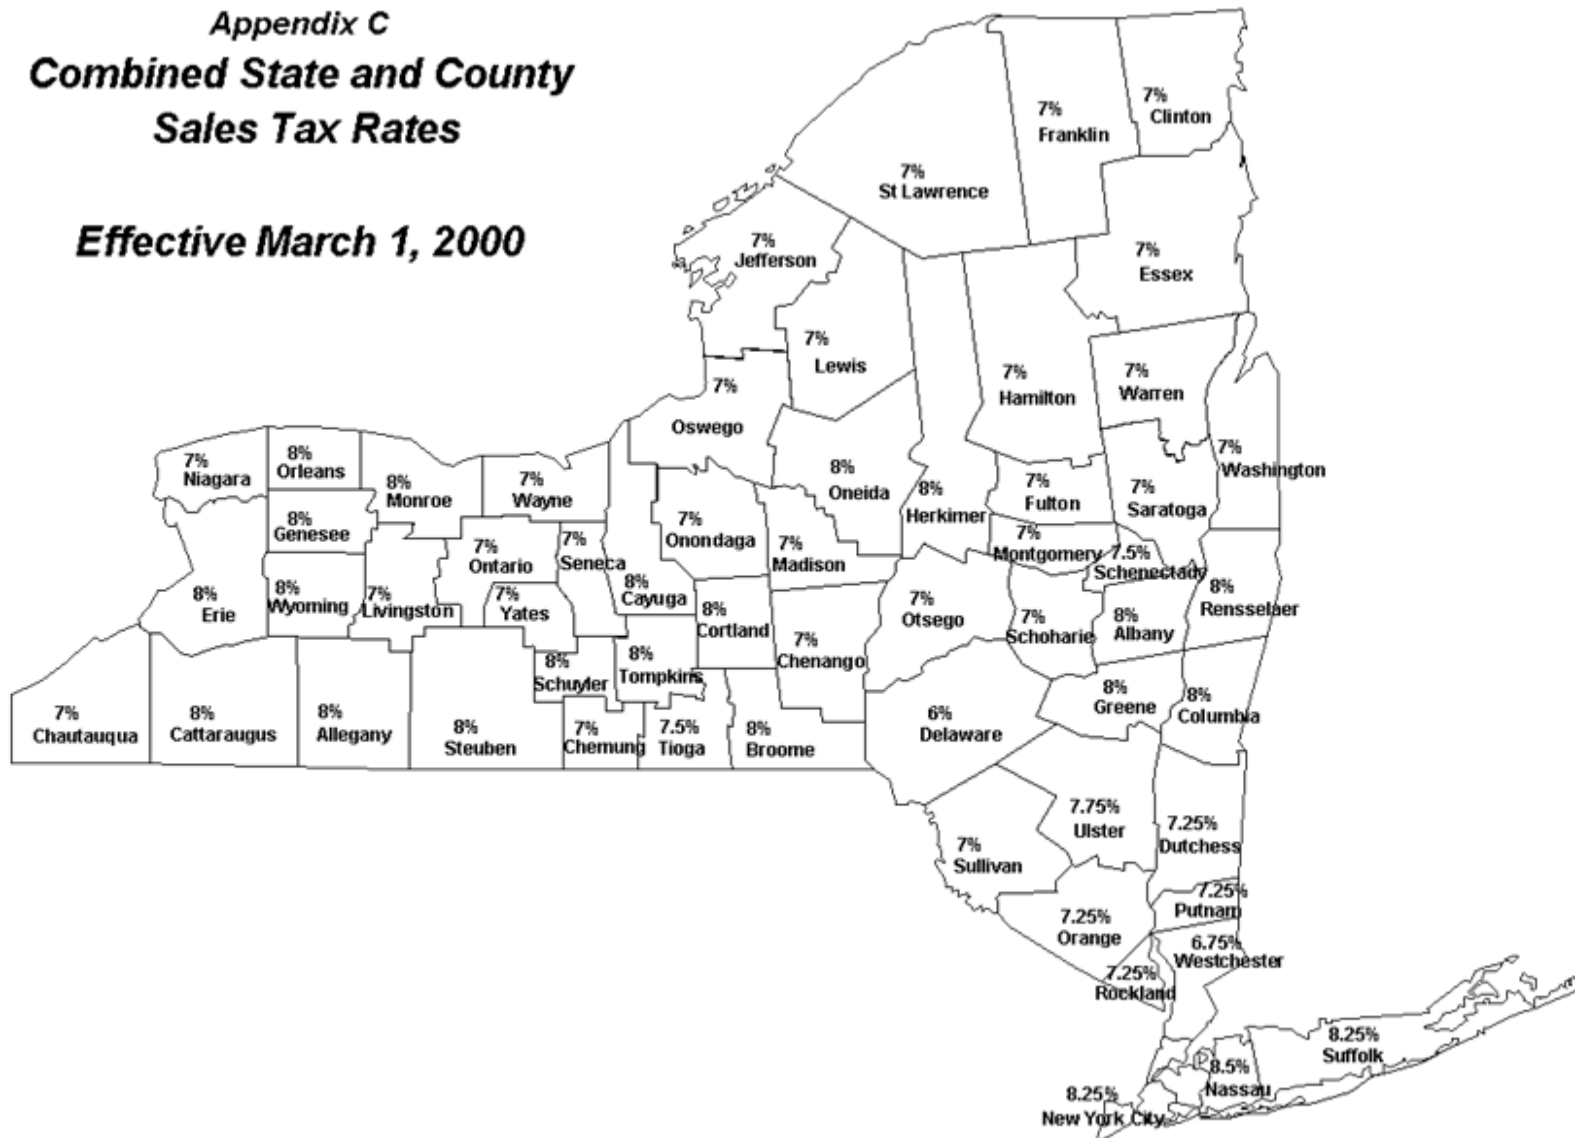 Appendix C
Combined State and County
Sales Tax Rates
Effective March 1, 2000
7%
Clinton
7%
Franklin
7%
St Lawrence
7%
Jefferson
7%
Essex
7%
Lewis
7%
Hamilton
7%
Warren
7%
Oswego
7%
Washington
7%
Niagara
8%
Orleans
8%
Monroe
7%
Wayne
8%
Oneida
8%
Herkimer
7%
Fulton
7%
Saratoga
8%
Genesee
7%
Ontario
7%
Seneca
7%
Onondaga
7%
Madison
7%
Montgomery
7.5%
Schenectady
8%
Erie
8%
Wyoming
7%
Livingston
7%
Yates
8%
Cayuga
8%
Cortland
7%
Otsego
7%
Schoharie
8%
Albany
8%
Rensselaer
7%
Chenango
8%
Schuyler
8%
Tompkins
7%
Chautauqua
8%
Cattaraugus
8%
Allegany
8%
Steuben
7%
Chemung
7.5%
Tioga
8%
Broome
6%
Delaware
8%
Greene
8%
Columbia
7.75%
Ulster
7.25%
Dutchess
7%
Sullivan
7.25%
Putnam
7.25%
Orange
6.75%
Westchester
7.25%
Rockland
8.25%
Suffolk
8.5%
Nassau
8.25%
New York City